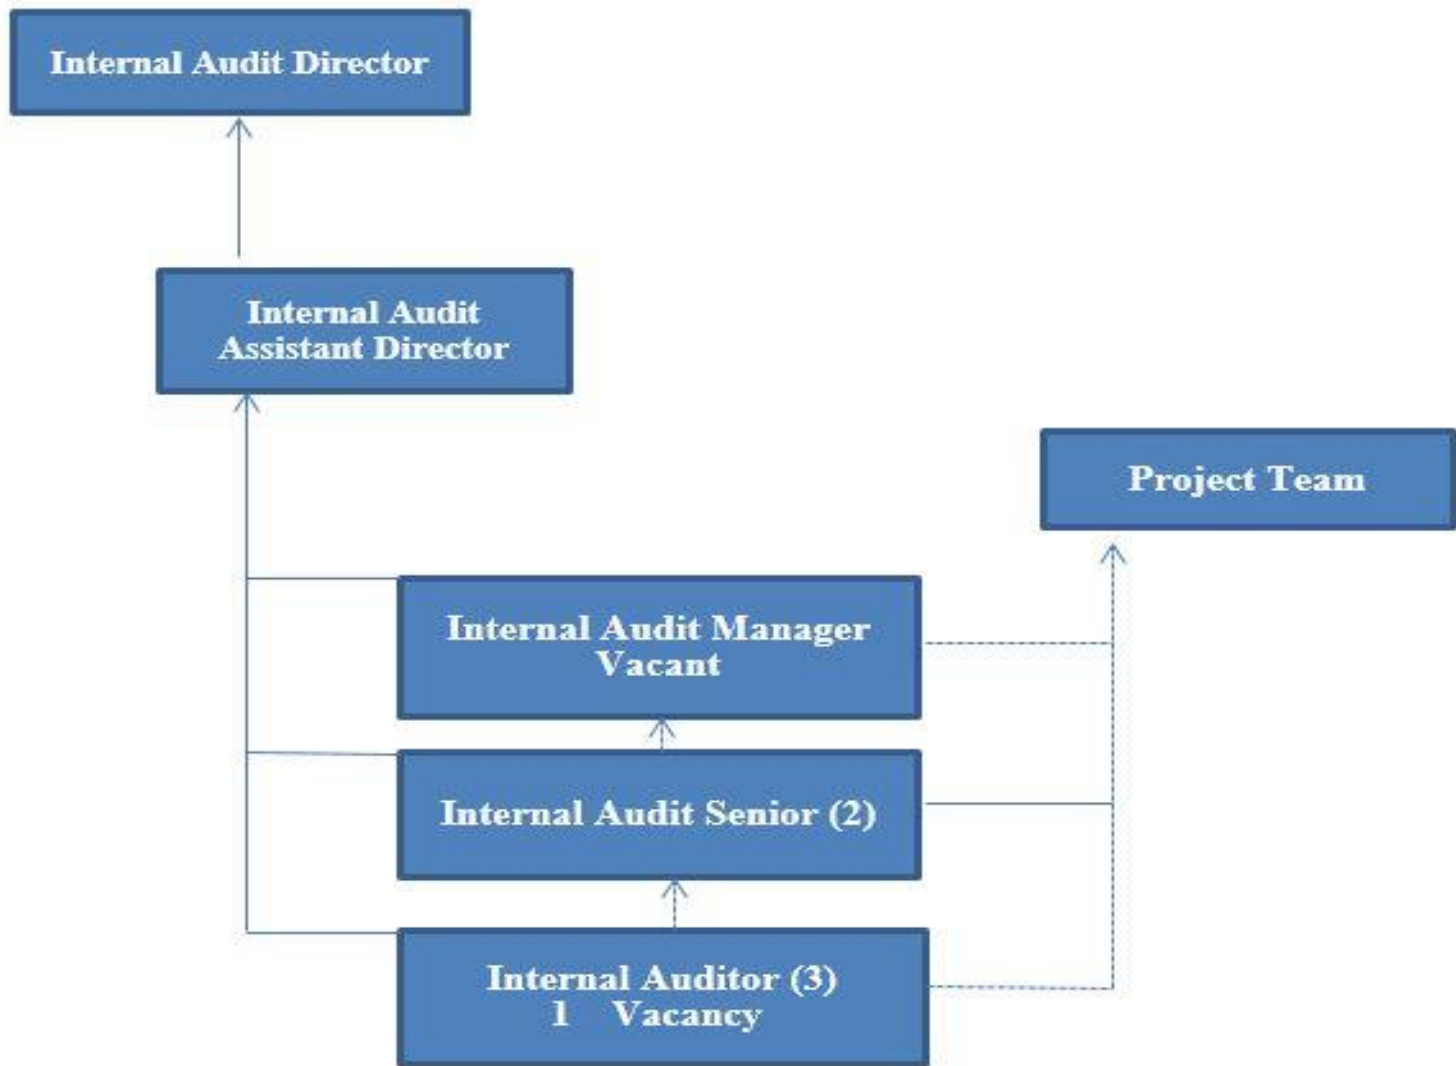 Internal Audit Director
Internal Audit
Assistant Director
Project Team
Internal Audit Manager
Vacant
Internal Audit Senior (2)
Internal Auditor (3)
1 Vacancy